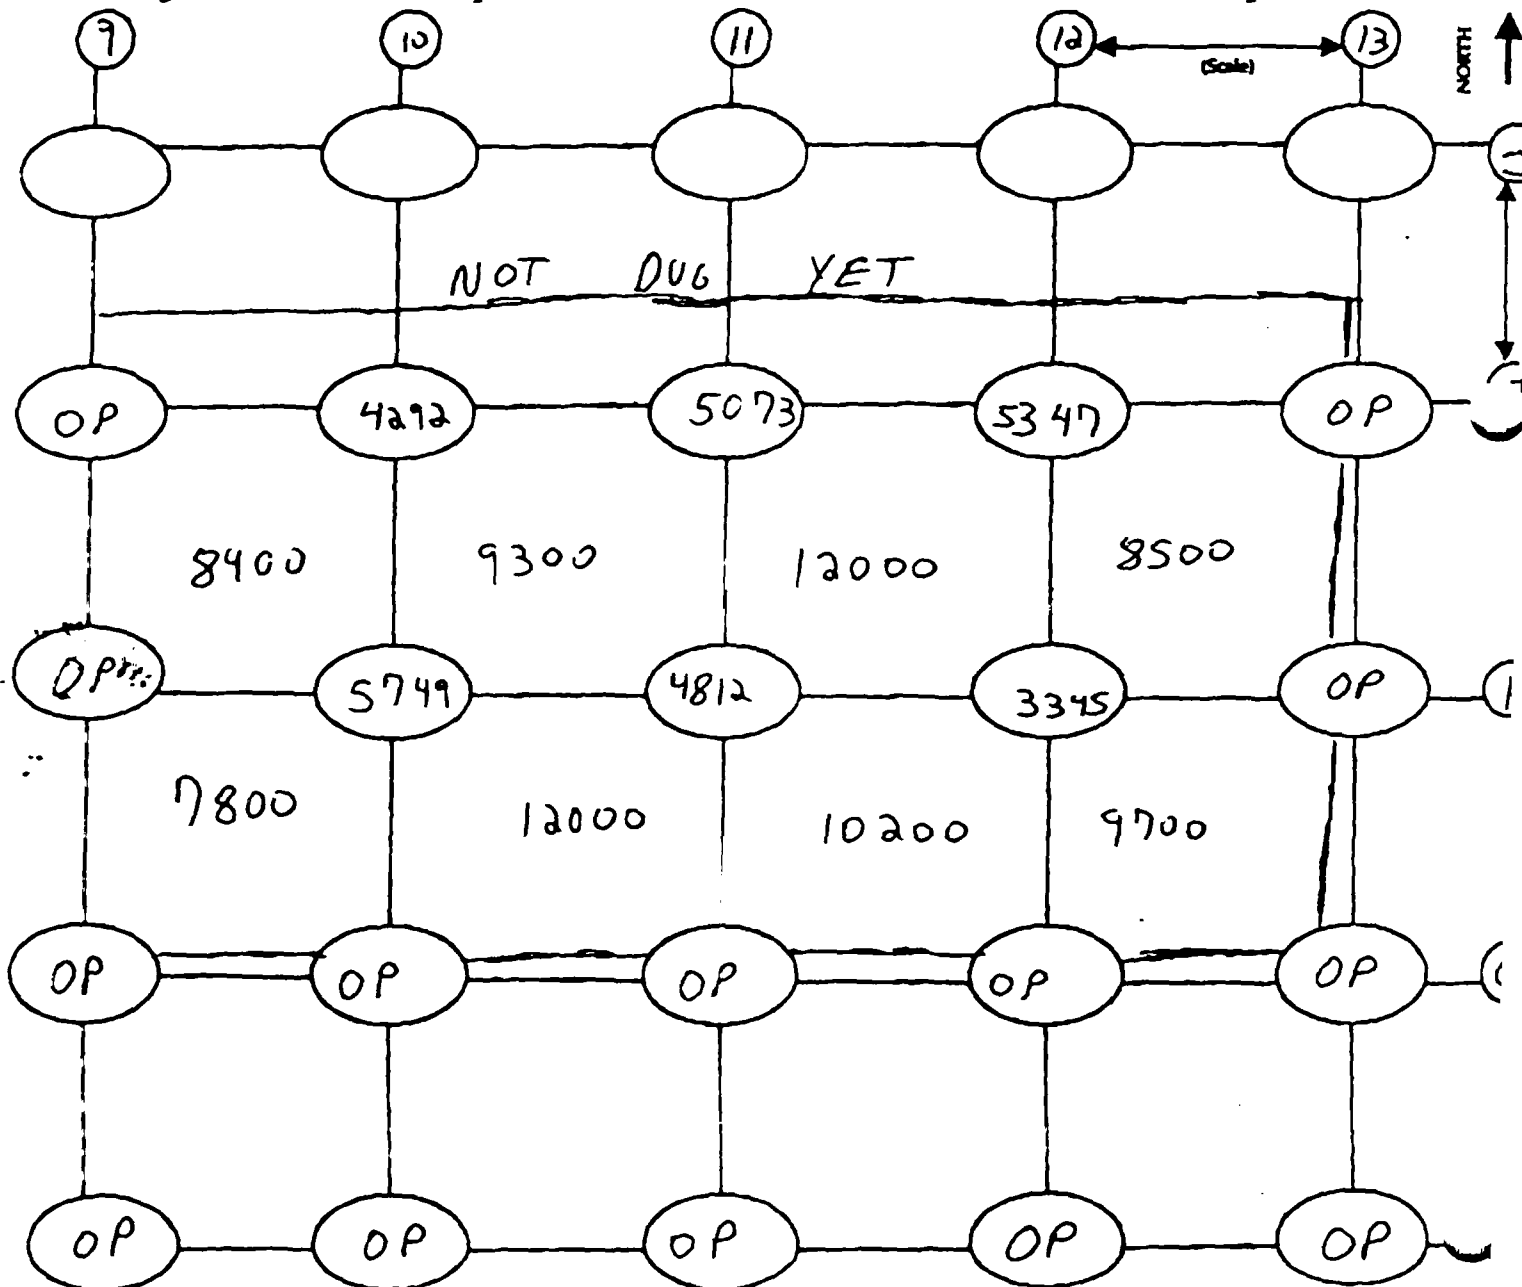 9 10 11 12 13
(Scale)
NORTH
NOT DUG YET
OP 4292 5073 5347 OP
8400 9300 12000 8500
OP 5749 4812 3345 OP
7800 12000 10200 9700
OP OP OP OP OP
OP OP OP OP OP